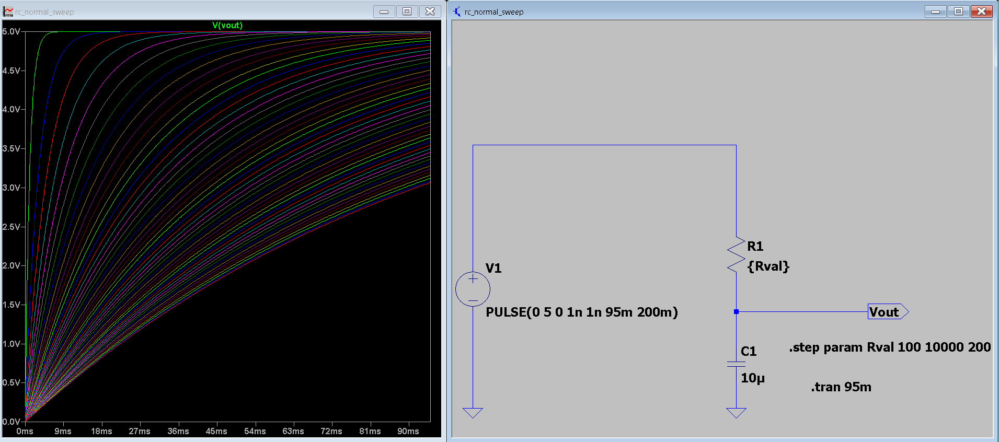 rc_normal_sweep
V(vout)
5.0V
4.5V
4.0V
3.5V
3.0V
2.5V
2.0V
1.5V
1.0V
0.5V
0.0V
0ms 9ms 18ms 27ms 36ms 45ms 54ms 63ms 72ms 81ms 90ms
rc_normal_sweep
R1
{Rval}
V1
PULSE(0 5 0 1n 1n 95m 200m)
Vout
.step param Rval 100 10000 200
C1
10µ
.tran 95m